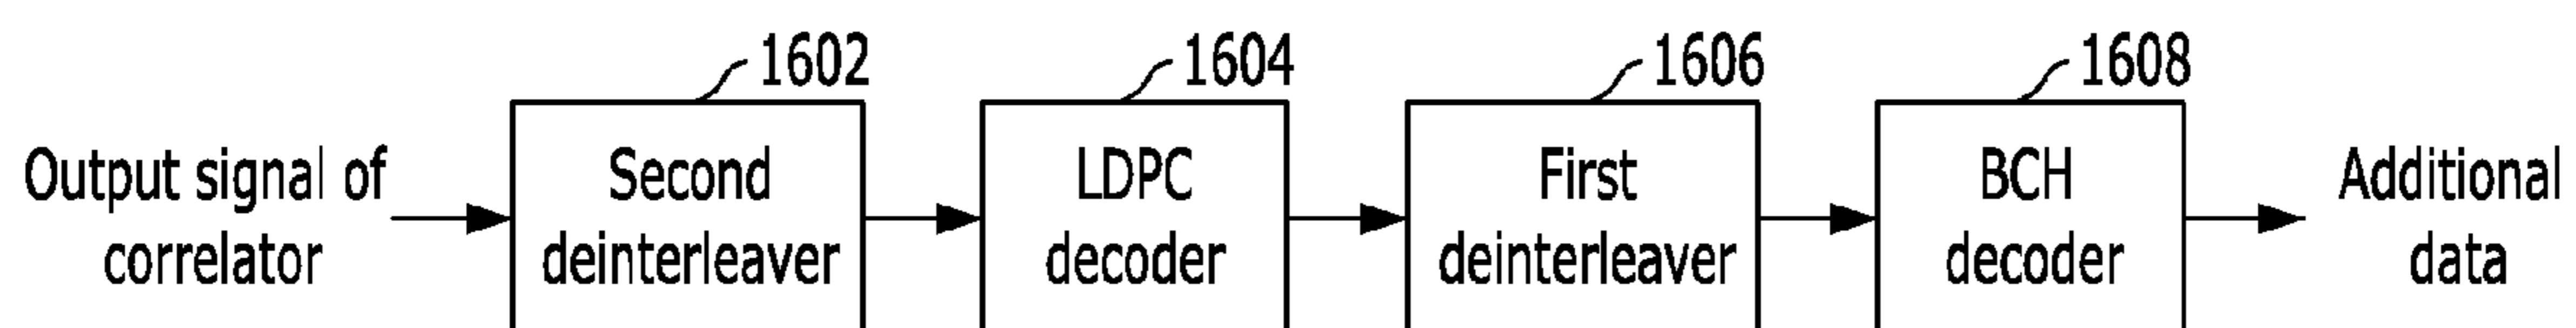 1602
1604
1606
1608
Output signal of
correlator
Second
deinterleaver
LDPC
decoder
First
deinterleaver
BCH
decoder
Additional
data